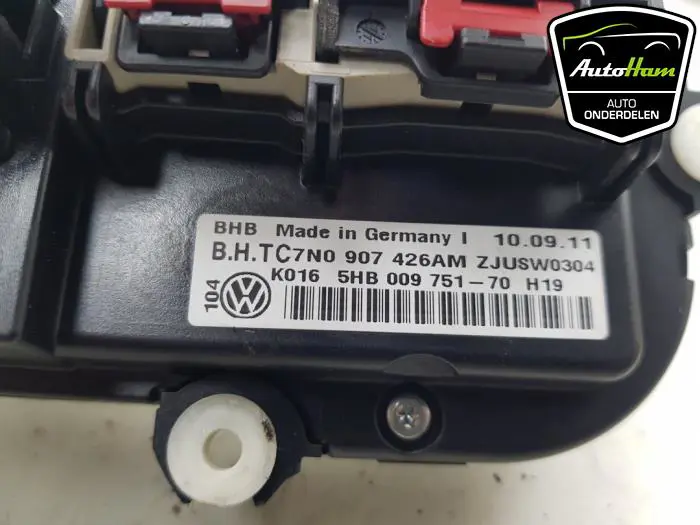 AutoHam
AUTO
ONDERDELEN
BHB Made in Germany I 10.09.11
B.H.TC7N0 907 426AM ZJUSW0304
K016 5HB 009 751-70 H19
104